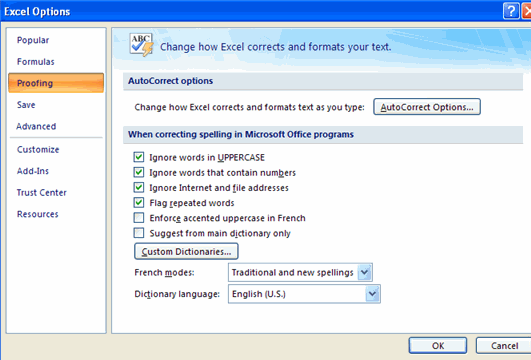 Excel Options
Popular
Formulas
Proofing
Save
Advanced
Customize
Add-Ins
Trust Center
Resources
ABC
Change how Excel corrects and formats your text.
AutoCorrect options
Change how Excel corrects and formats text as you type: AutoCorrect Options...
When correcting spelling in Microsoft Office programs
Ignore words in UPPERCASE
Ignore words that contain numbers
Ignore Internet and file addresses
Flag repeated words
Enforce accented uppercase in French
Suggest from main dictionary only
Custom Dictionaries...
French modes: Traditional and new spellings
Dictionary language: English (U.S.)
OK Cancel